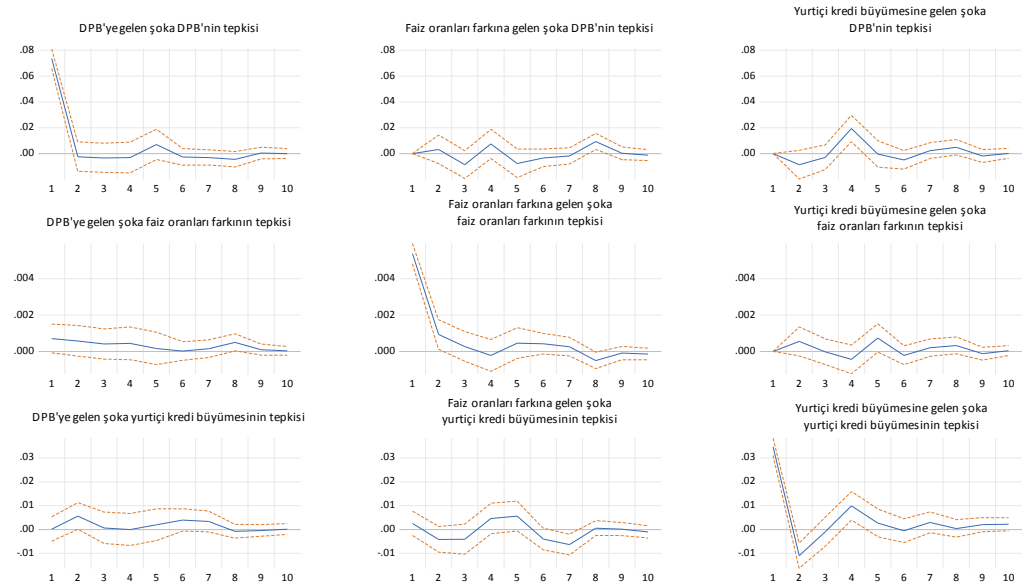 DPB'ye gelen şoka DPB'nin tepkisi
.08
.06
.04
.02
.00
1 2 3 4 5 6 7 8 9 10
Faiz oranları farkına gelen şoka DPB'nin tepkisi
.08
.06
.04
.02
.00
1 2 3 4 5 6 7 8 9 10
Yurtiçi kredi büyümesine gelen şoka
DPB'nin tepkisi
.08
.06
.04
.02
.00
1 2 3 4 5 6 7 8 9 10
DPB'ye gelen şoka faiz oranları farkının tepkisi
.004
.002
.000
1 2 3 4 5 6 7 8 9 10
Faiz oranları farkına gelen şoka
faiz oranları farkının tepkisi
.004
.002
.000
1 2 3 4 5 6 7 8 9 10
Yurtiçi kredi büyümesine gelen şoka
faiz oranları farkının tepkisi
.004
.002
.000
1 2 3 4 5 6 7 8 9 10
DPB'ye gelen şoka yurtiçi kredi büyümesinin tepkisi
.03
.02
.01
.00
-.01
1 2 3 4 5 6 7 8 9 10
Faiz oranları farkına gelen şoka
yurtiçi kredi büyümesinin tepkisi
.03
.02
.01
.00
-.01
1 2 3 4 5 6 7 8 9 10
Yurtiçi kredi büyümesine gelen şoka
yurtiçi kredi büyümesinin tepkisi
.03
.02
.01
.00
-.01
1 2 3 4 5 6 7 8 9 10